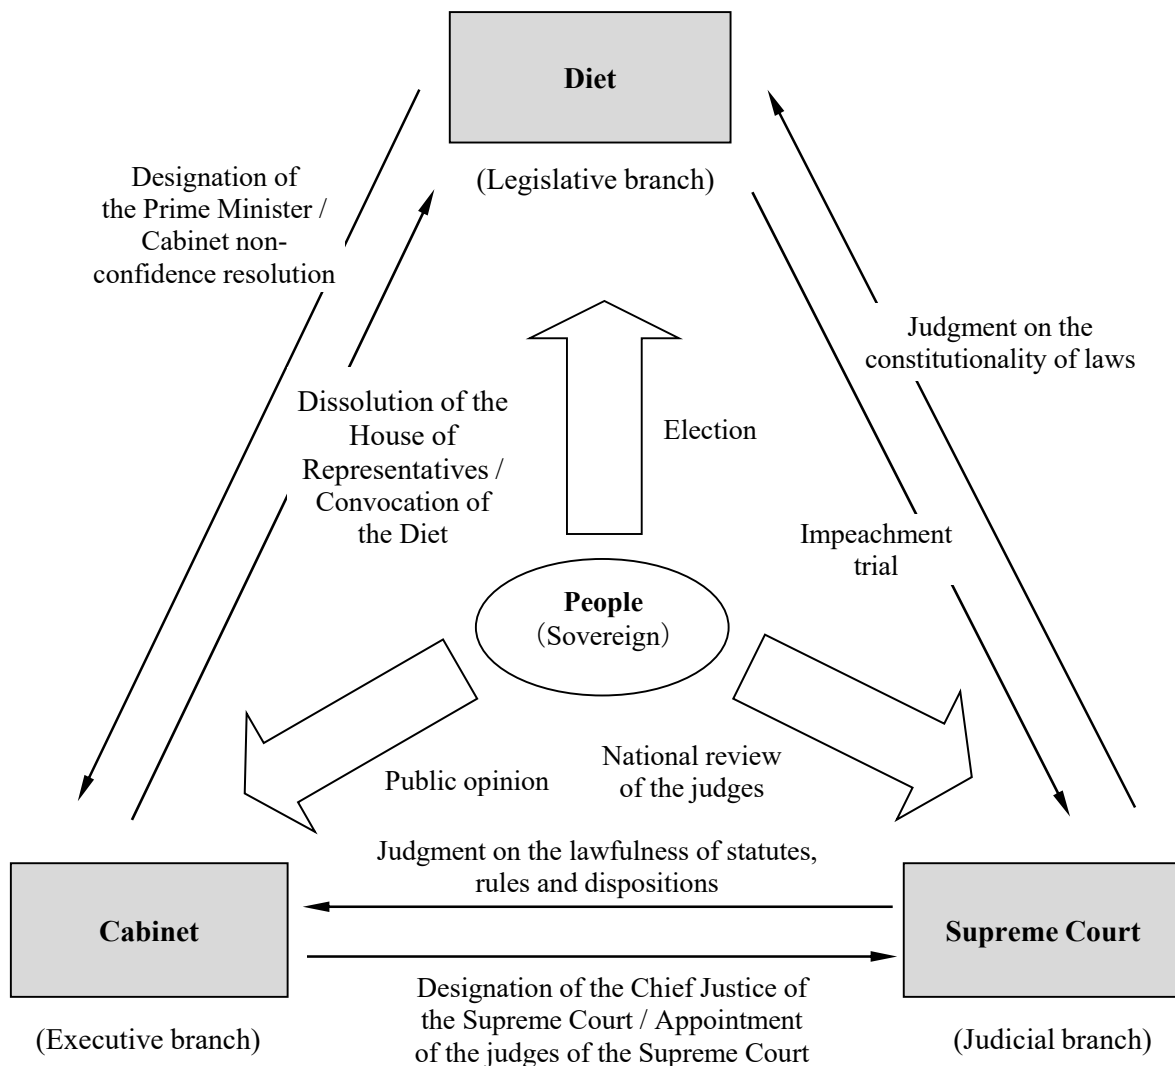 Diet
(Legislative branch)
Designation of
the Prime Minister /
Cabinet non-
confidence resolution
Judgment on the
constitutionality of laws
Dissolution of the
House of
Representatives /
Convocation of
the Diet
Election
Impeachment
trial
People
（Sovereign）
Public opinion
National review
of the judges
Judgment on the lawfulness of statutes,
rules and dispositions
Cabinet
Supreme Court
Designation of the Chief Justice of
the Supreme Court / Appointment
of the judges of the Supreme Court
(Executive branch)
(Judicial branch)